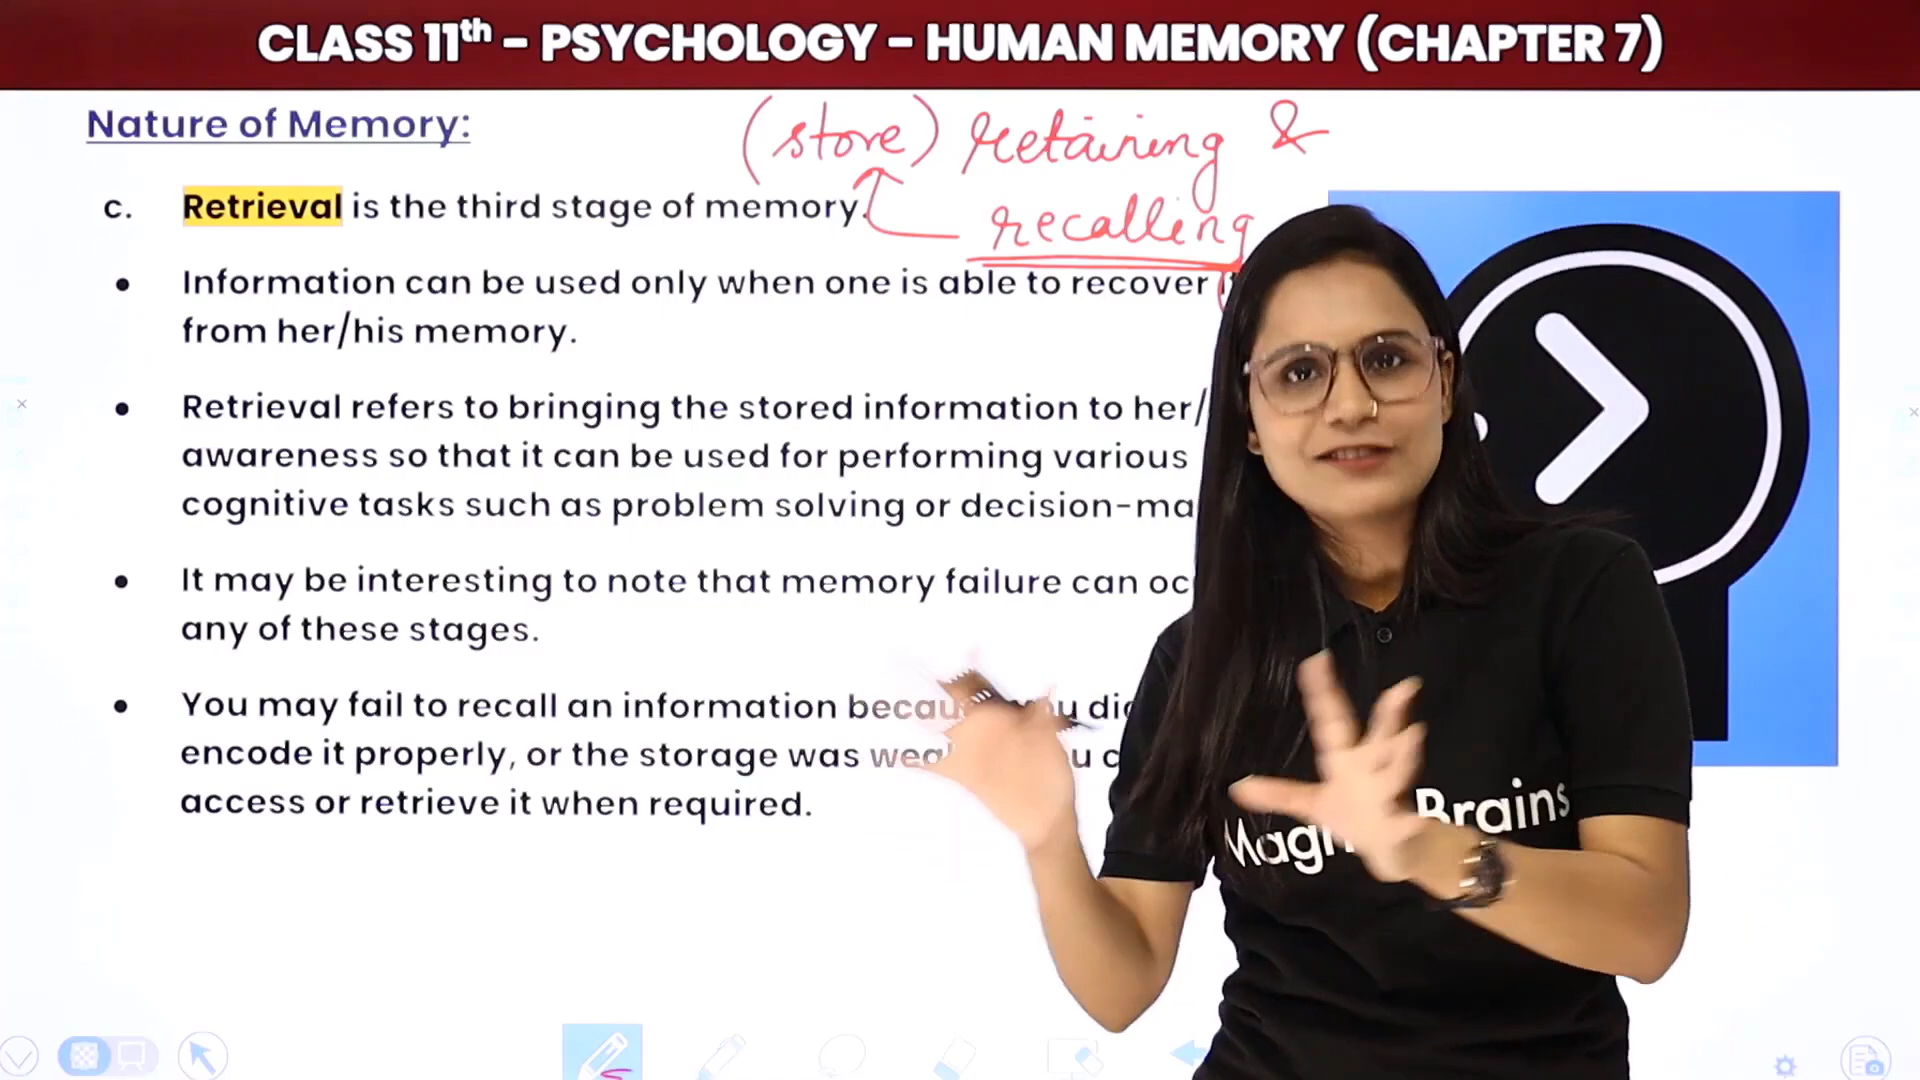 CLASS 11th - PSYCHOLOGY - HUMAN MEMORY (CHAPTER 7)
Nature of Memory:
(store) retaining &
recalling
c. Retrieval is the third stage of memory.
• Information can be used only when one is able to recover
from her/his memory.
• Retrieval refers to bringing the stored information to her/
awareness so that it can be used for performing various
cognitive tasks such as problem solving or decision-ma
• It may be interesting to note that memory failure can oc
any of these stages.
• You may fail to recall an information
encode it properly, or the storage was
access or retrieve it when required.
Brains